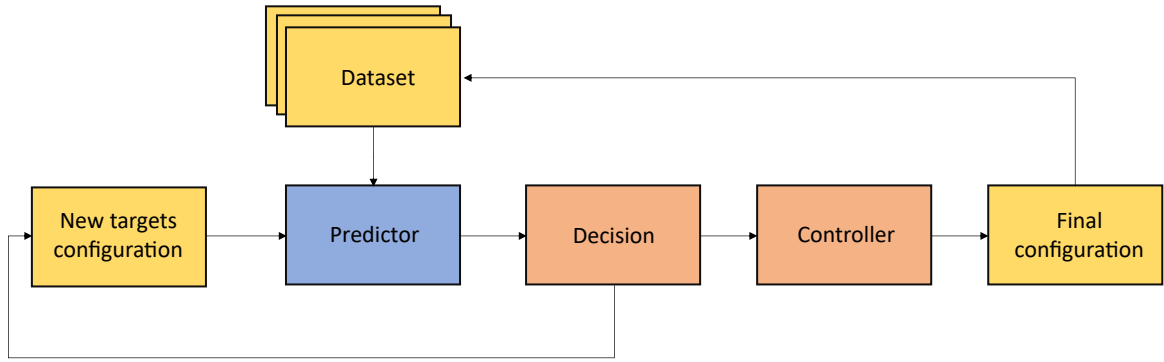 Dataset
New targets
configuration
Predictor
Decision
Controller
Final
configuration